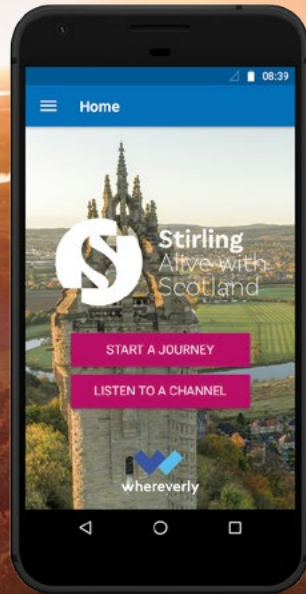 08:39
Home
Stirling
Alive with
Scotland
START A JOURNEY
LISTEN TO A CHANNEL
whereverly